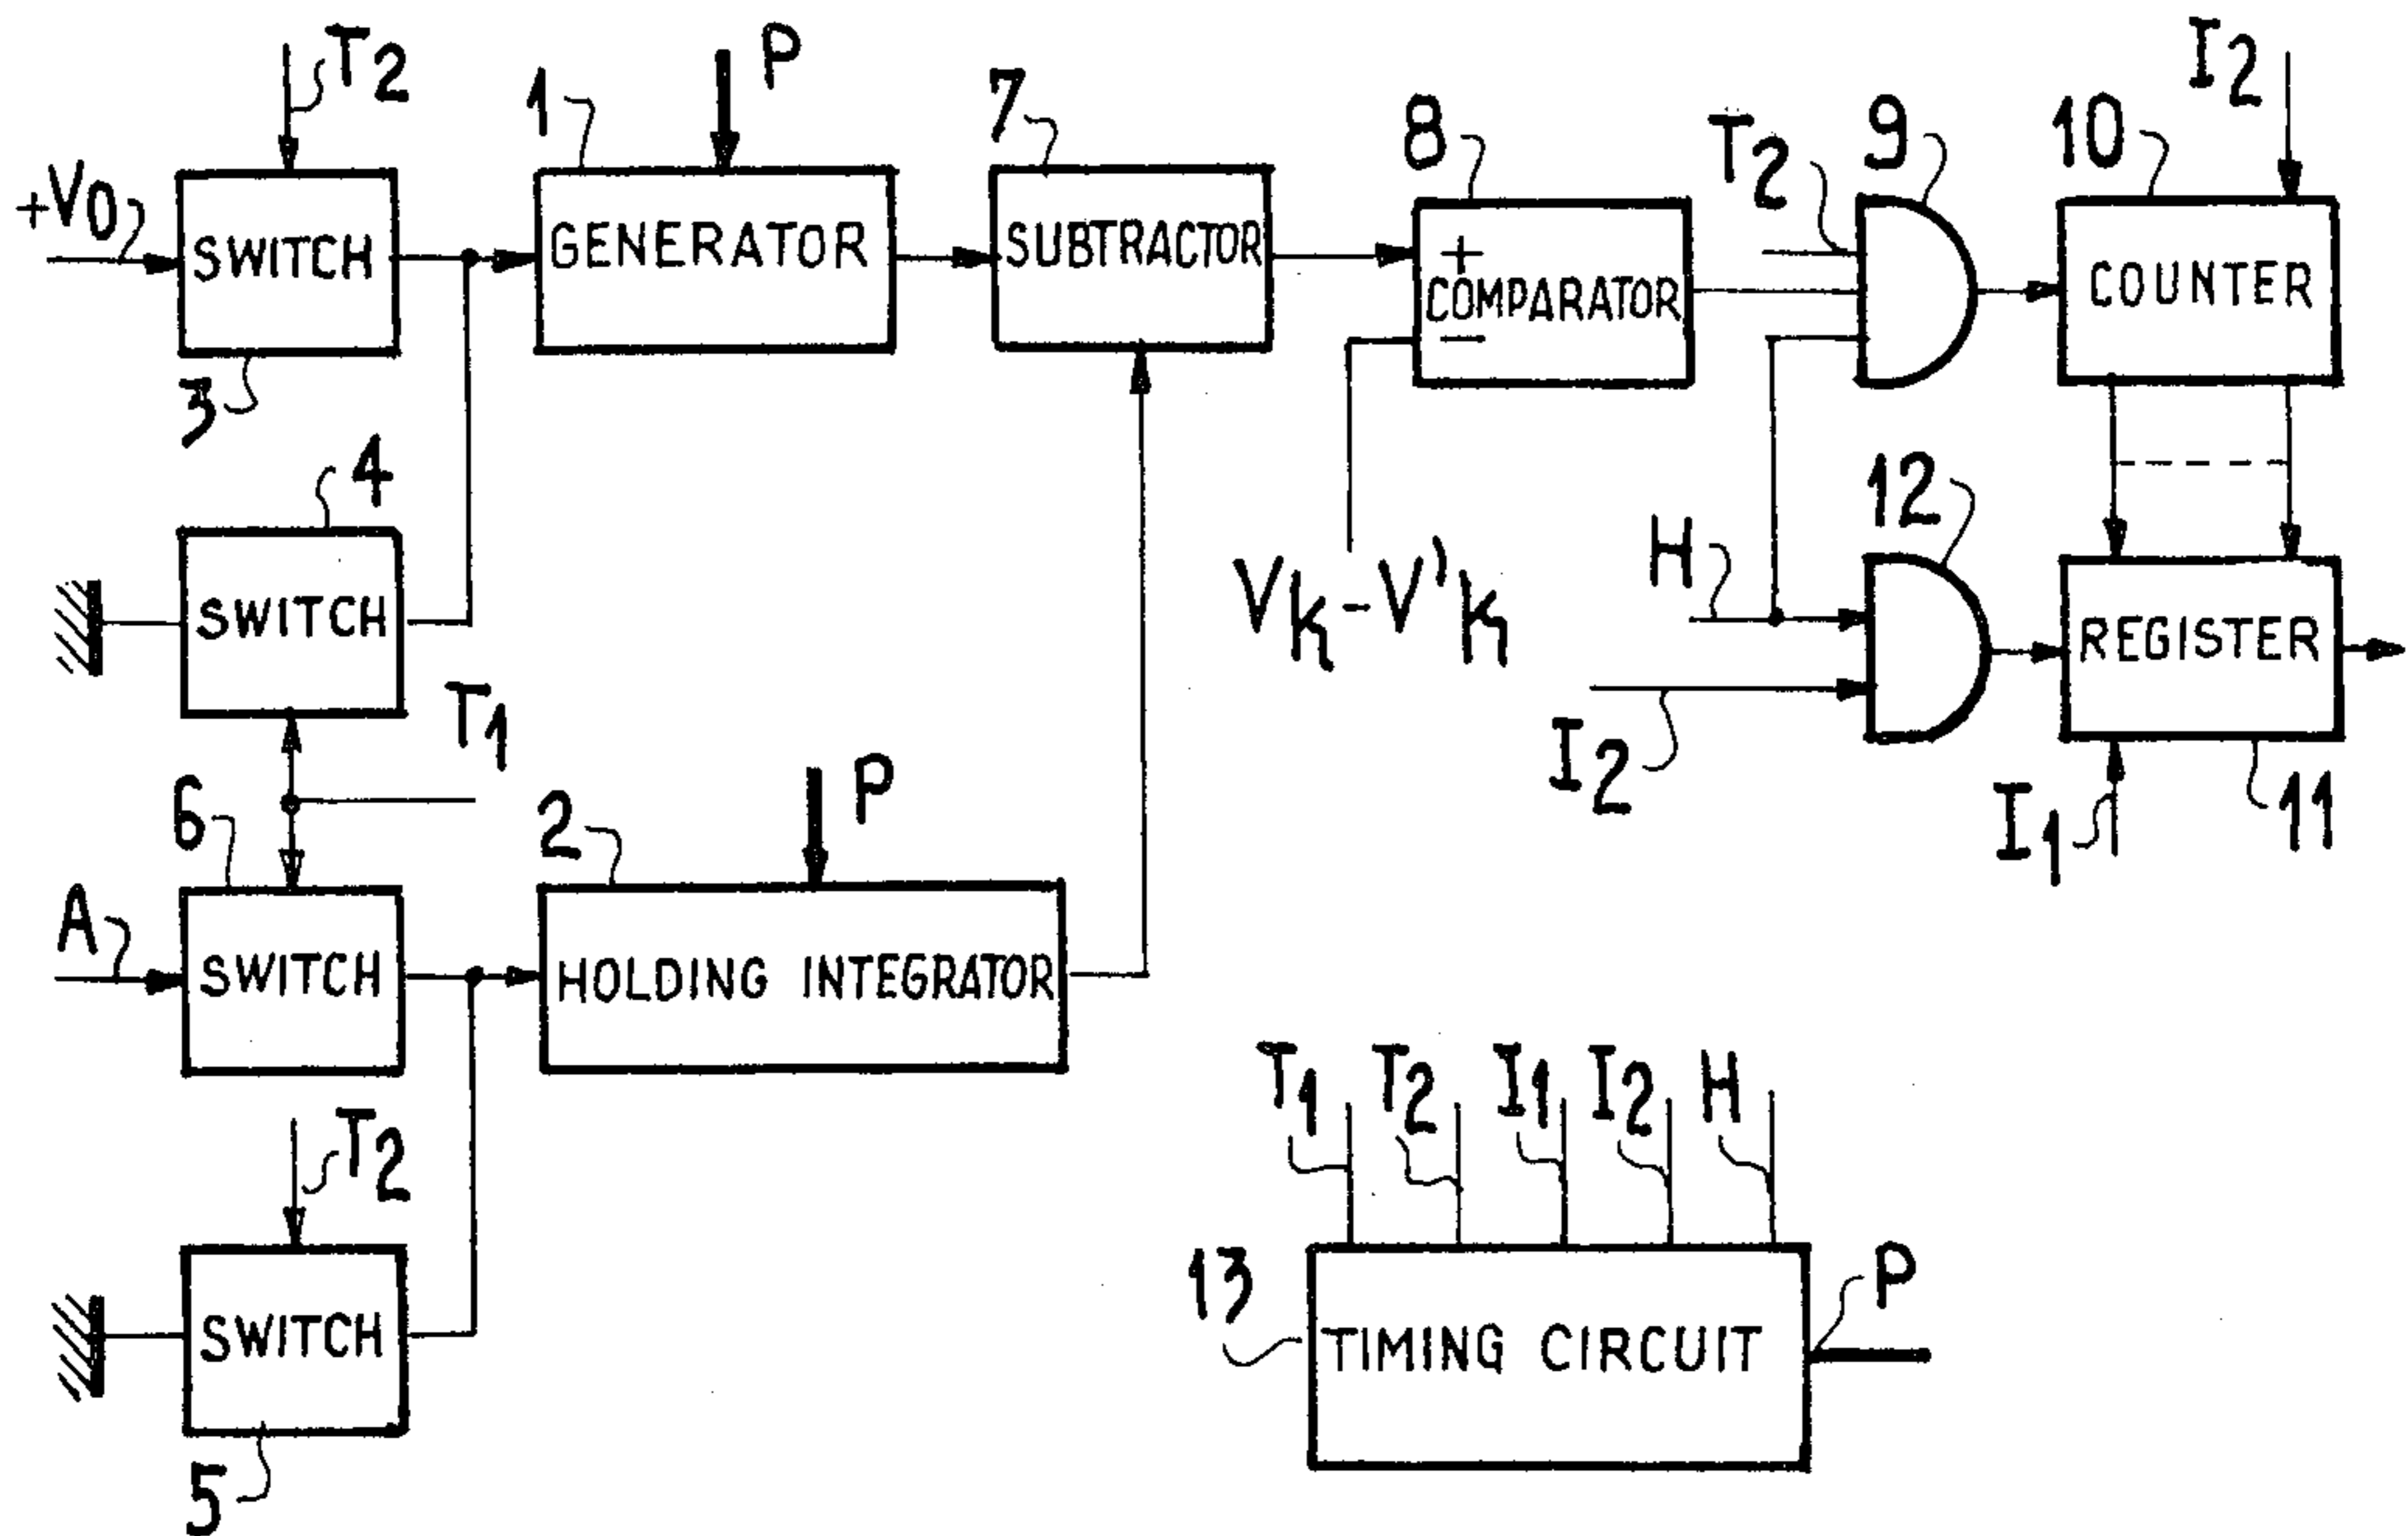 T2
+V0
SWITCH
3
1
P
GENERATOR
7
SUBTRACTOR
8
+
COMPARATOR
−
Vk-V'k
T2
9
10
I2
COUNTER
4
SWITCH
T1
H
12
I2
REGISTER
I1
11
6
A
SWITCH
2
P
HOLDING INTEGRATOR
T2
SWITCH
5
T1
T2
I1
I2
H
13
TIMING CIRCUIT
P